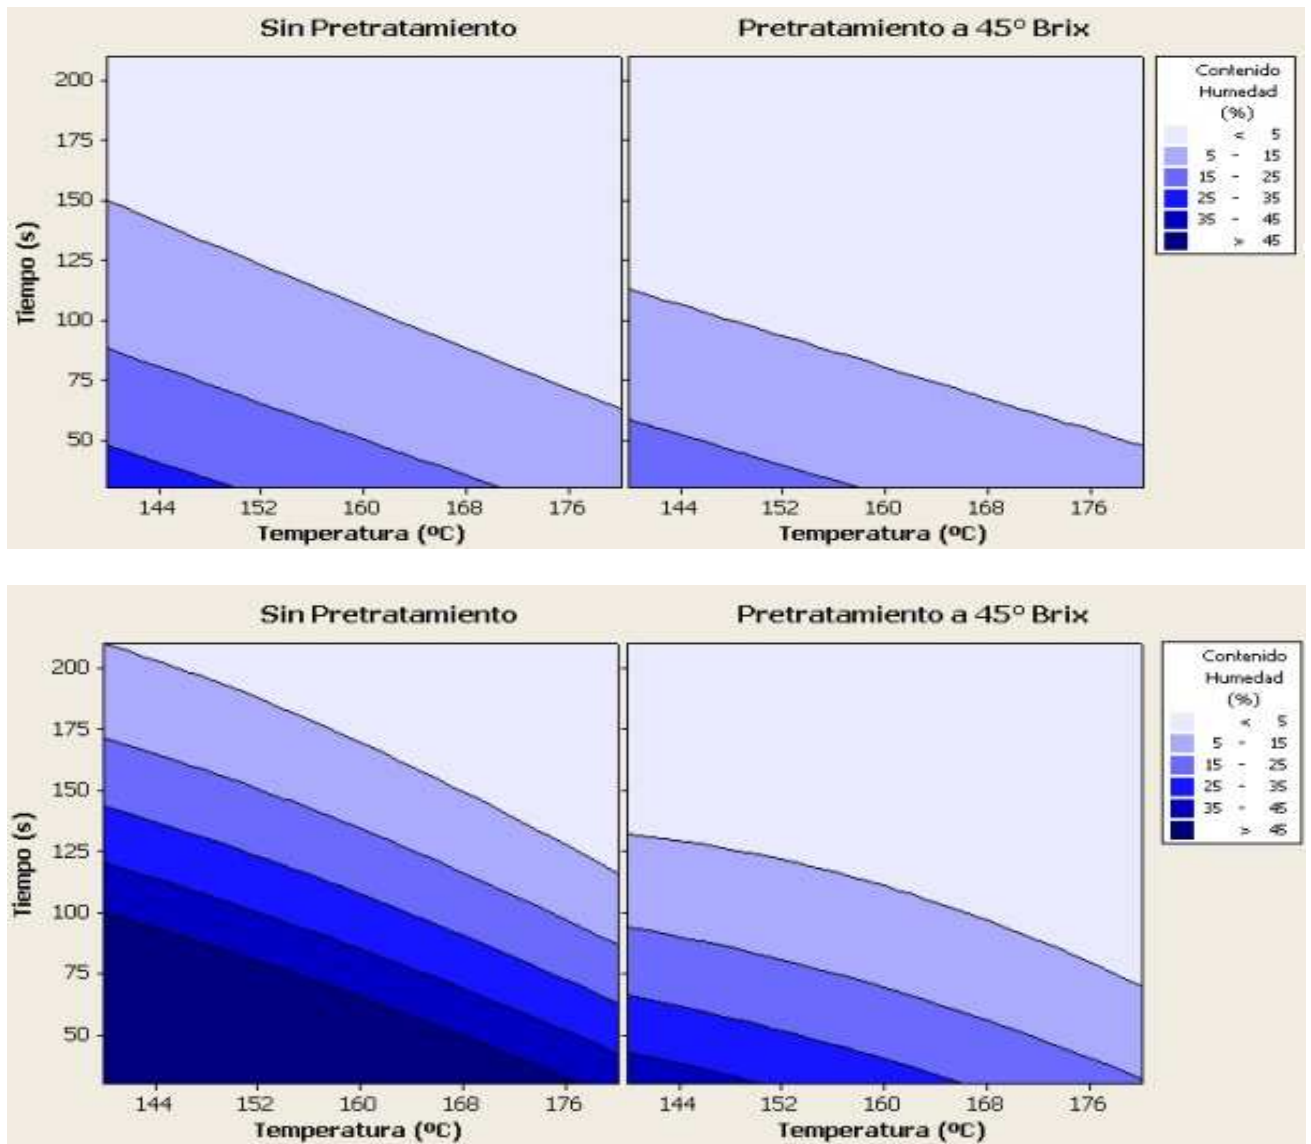 Sin Pretratamiento
Pretratamiento a 45º Brix
Contenido
Humedad
(%)
< 5
5 - 15
15 - 25
25 - 35
35 - 45
> 45
200
175
150
125
100
75
50
Tiempo (s)
144 152 160 168 176
144 152 160 168 176
Temperatura (ºC)
Temperatura (ºC)
Sin Pretratamiento
Pretratamiento a 45º Brix
Contenido
Humedad
(%)
< 5
5 - 15
15 - 25
25 - 35
35 - 45
> 45
200
175
150
125
100
75
50
Tiempo (s)
144 152 160 168 176
144 152 160 168 176
Temperatura (ºC)
Temperatura (ºC)